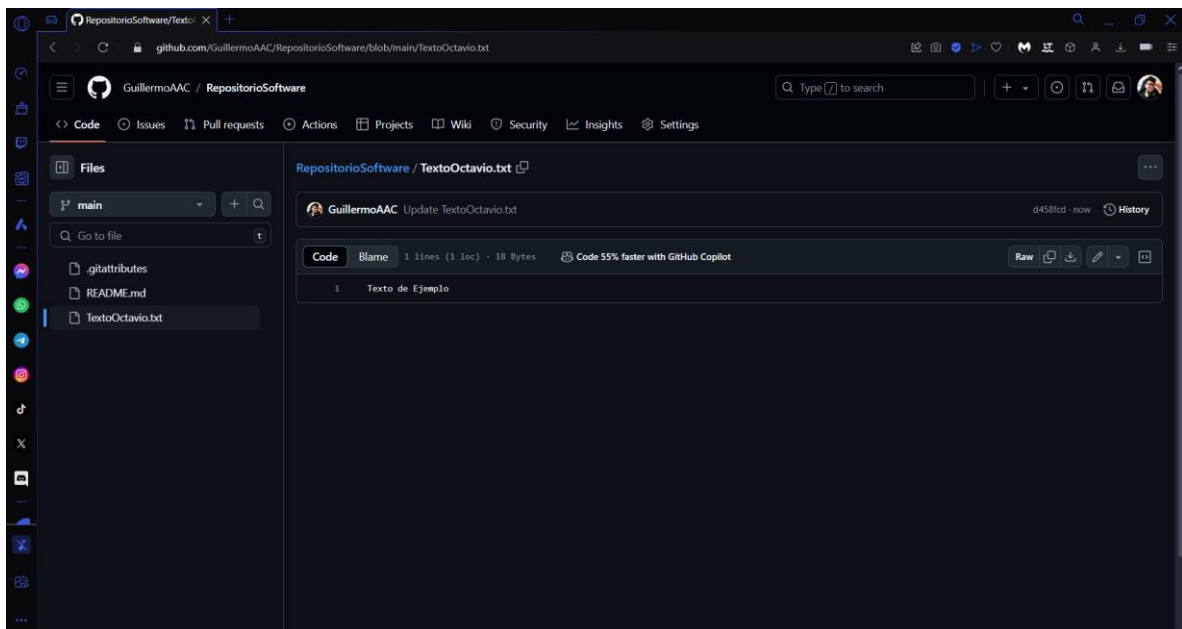 RepositorioSoftware/Texto
github.com/GuillermoAAC/RepositorioSoftware/blob/main/TextoOctavio.txt
GuillermoAAC / RepositorioSoftware
Type / to search
<> Code Issues Pull requests Actions Projects Wiki Security Insights Settings
Files
RepositorioSoftware / TextoOctavio.txt
main
GuillermoAAC Update TextoOctavio.txt
d458fcd · now History
Go to file t
Code Blame 1 lines (1 loc) · 18 Bytes Code 55% faster with GitHub Copilot Raw
.gitattributes
1 Texto de Ejemplo
README.md
TextoOctavio.txt